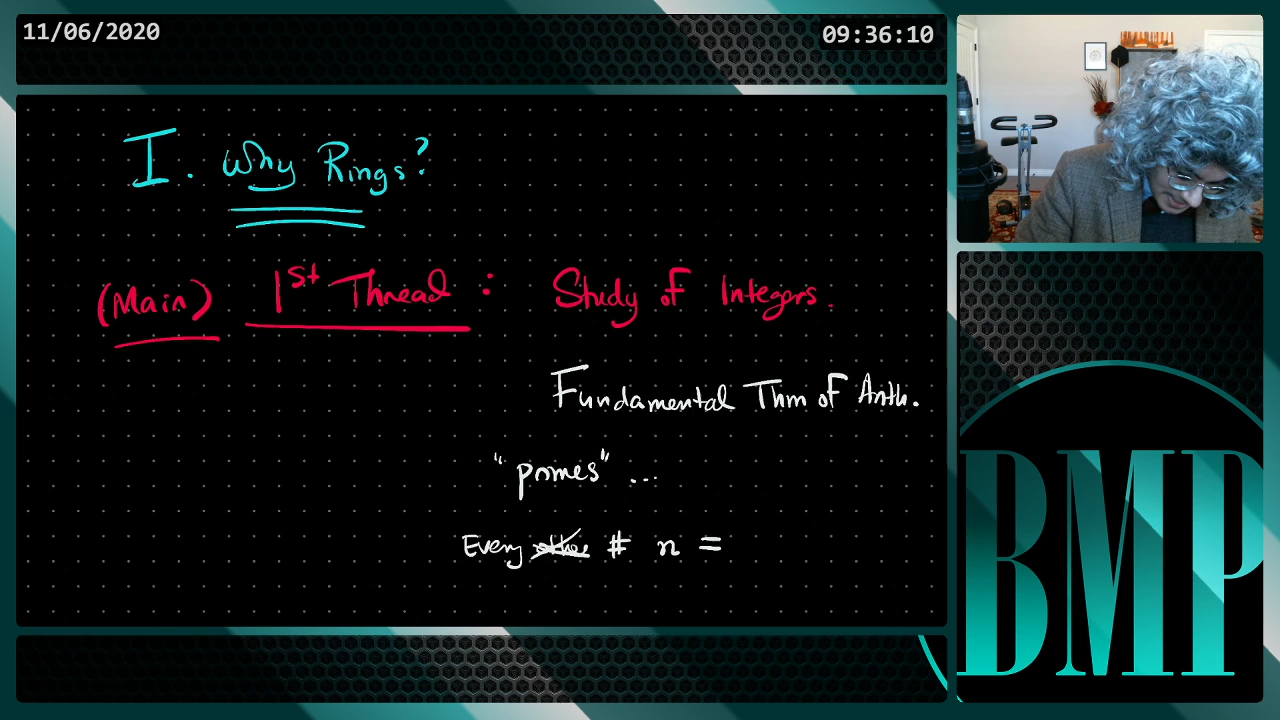 11/06/2020
09:36:10
I. Why Rings?
(Main) 1st Thread : Study of Integers.
Fundamental Thm of Arith.
"primes" ...
Every other # n =
BMP